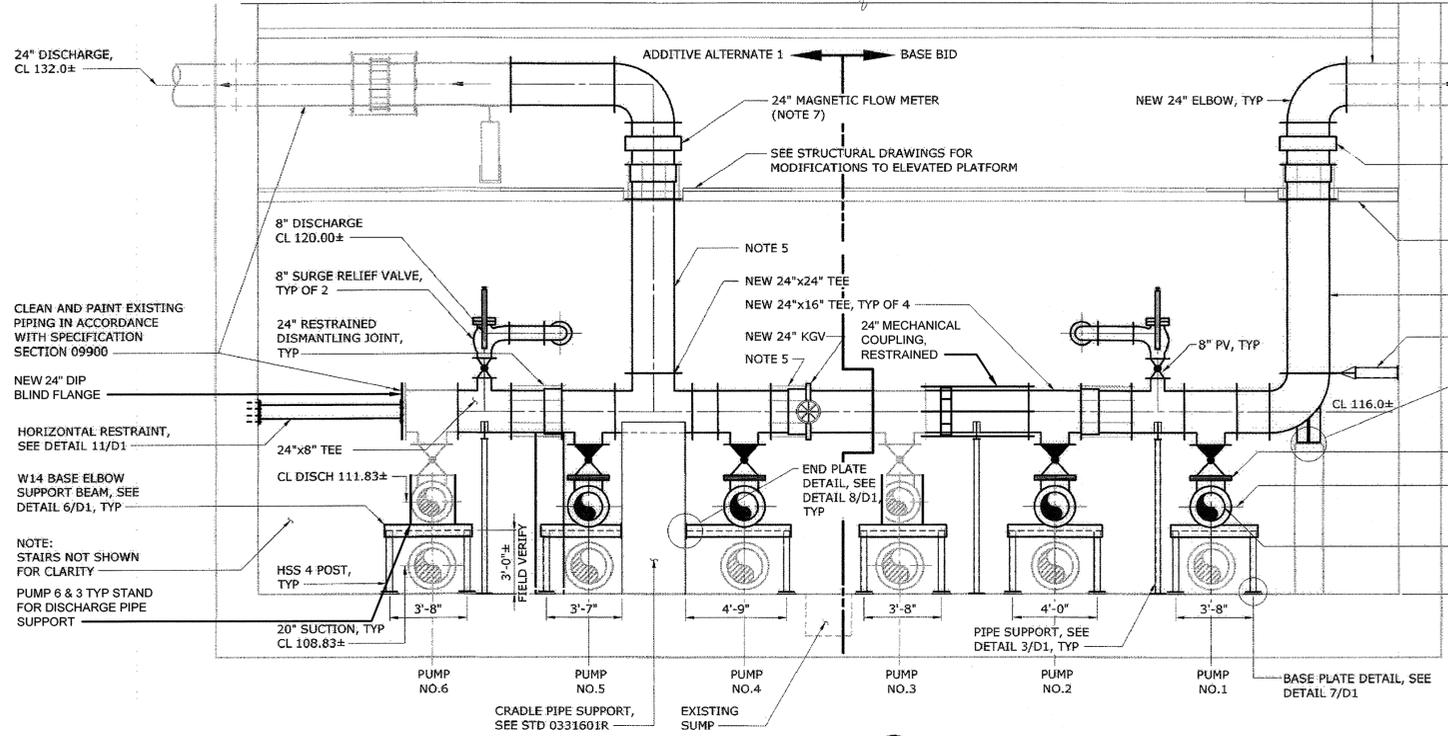 24" DISCHARGE,
CL 132.0±
ADDITIVE ALTERNATE 1
BASE BID
24" MAGNETIC FLOW METER
(NOTE 7)
NEW 24" ELBOW, TYP
SEE STRUCTURAL DRAWINGS FOR
MODIFICATIONS TO ELEVATED PLATFORM
8" DISCHARGE
CL 120.00±
NOTE 5
8" SURGE RELIEF VALVE,
TYP OF 2
NEW 24"x24" TEE
NEW 24"x16" TEE, TYP OF 4
CLEAN AND PAINT EXISTING
PIPING IN ACCORDANCE
WITH SPECIFICATION
SECTION 09900
24" RESTRAINED
DISMANTLING JOINT,
TYP
NEW 24" KGV
NOTE 5
24" MECHANICAL
COUPLING,
RESTRAINED
8" PV, TYP
NEW 24" DIP
BLIND FLANGE
CL 116.0±
HORIZONTAL RESTRAINT,
SEE DETAIL 11/D1
24"x8" TEE
CL DISCH 111.83±
END PLATE
DETAIL, SEE
DETAIL 8/D1,
TYP
W14 BASE ELBOW
SUPPORT BEAM, SEE
DETAIL 6/D1, TYP
NOTE:
STAIRS NOT SHOWN
FOR CLARITY
HSS 4 POST,
TYP
3'-0"±
FIELD VERIFY
PUMP 6 & 3 TYP STAND
FOR DISCHARGE PIPE
SUPPORT
3'-8"
3'-7"
4'-9"
3'-8"
4'-0"
3'-8"
20" SUCTION, TYP
CL 108.83±
PIPE SUPPORT, SEE
DETAIL 3/D1, TYP
PUMP
NO.6
PUMP
NO.5
PUMP
NO.4
PUMP
NO.3
PUMP
NO.2
PUMP
NO.1
BASE PLATE DETAIL, SEE
DETAIL 7/D1
CRADLE PIPE SUPPORT,
SEE STD 0331601R
EXISTING
SUMP